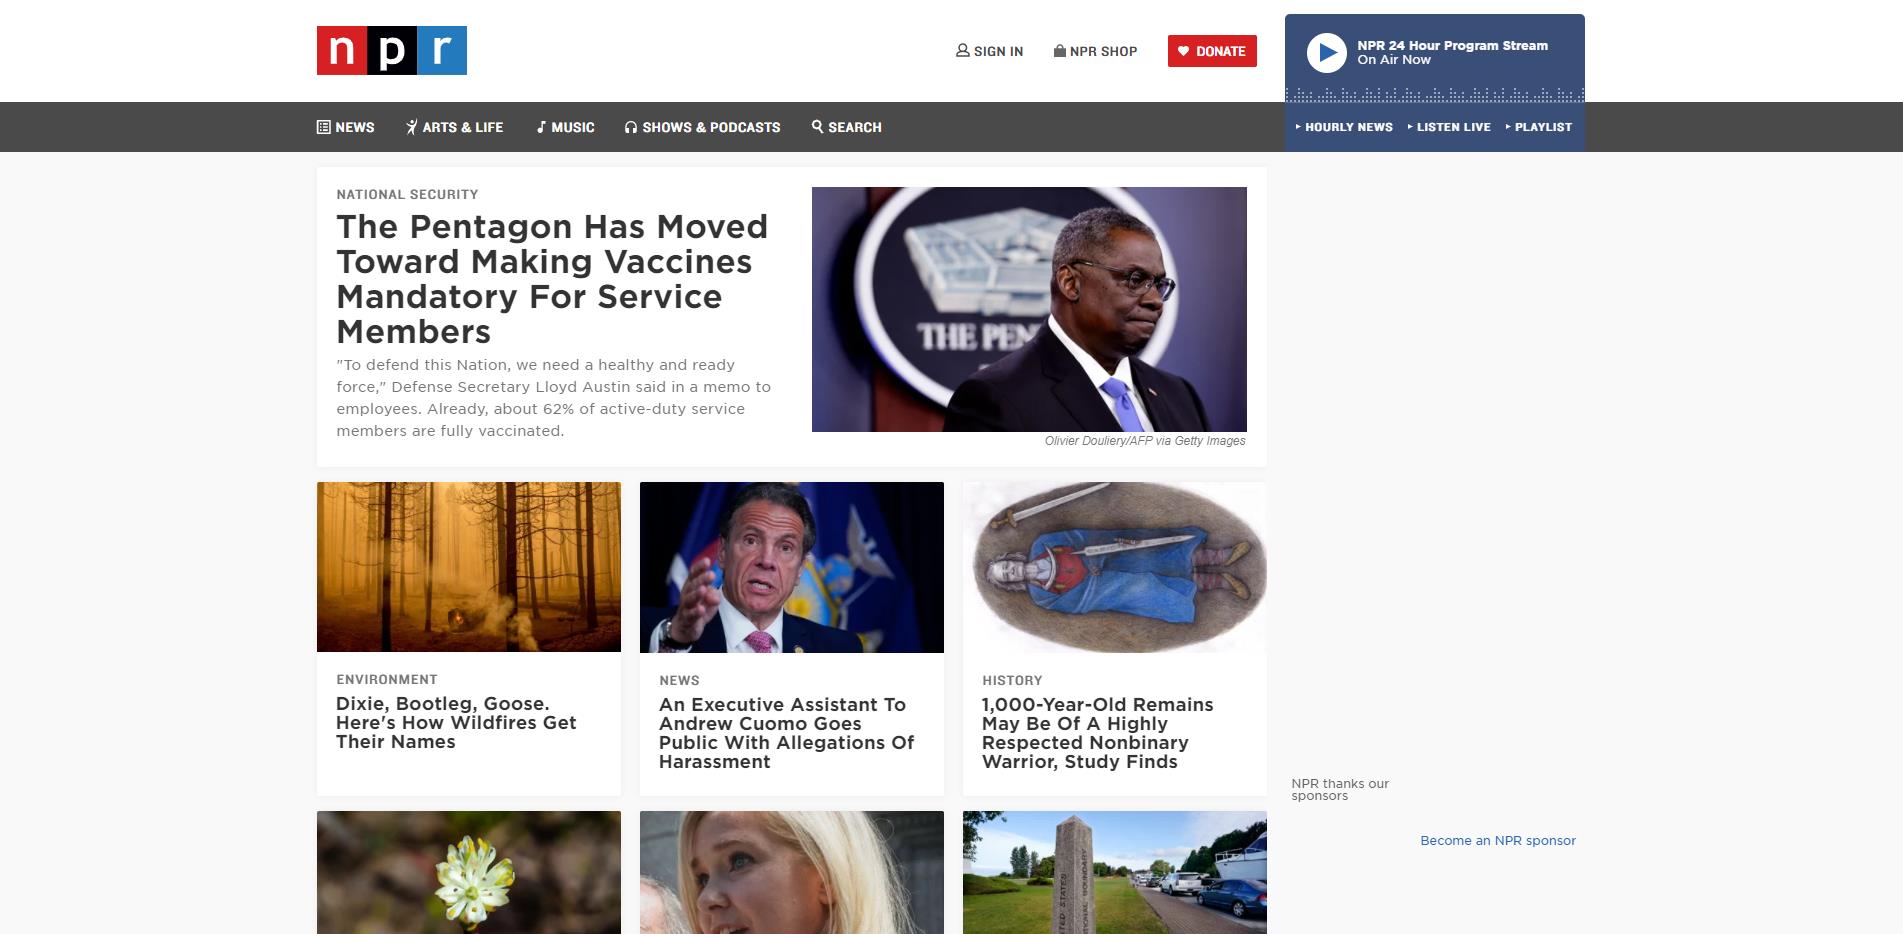 npr
SIGN IN
NPR SHOP
DONATE
NPR 24 Hour Program Stream
On Air Now
NEWS
ARTS & LIFE
MUSIC
SHOWS & PODCASTS
SEARCH
HOURLY NEWS
LISTEN LIVE
PLAYLIST
NATIONAL SECURITY
The Pentagon Has Moved
Toward Making Vaccines
Mandatory For Service
Members
"To defend this Nation, we need a healthy and ready
force," Defense Secretary Lloyd Austin said in a memo to
employees. Already, about 62% of active-duty service
members are fully vaccinated.
THE PEN
Olivier Douliery/AFP via Getty Images
ENVIRONMENT
Dixie, Bootleg, Goose.
Here's How Wildfires Get
Their Names
NEWS
An Executive Assistant To
Andrew Cuomo Goes
Public With Allegations Of
Harassment
HISTORY
1,000-Year-Old Remains
May Be Of A Highly
Respected Nonbinary
Warrior, Study Finds
NPR thanks our
sponsors
Become an NPR sponsor
STATES
BOUNDARY